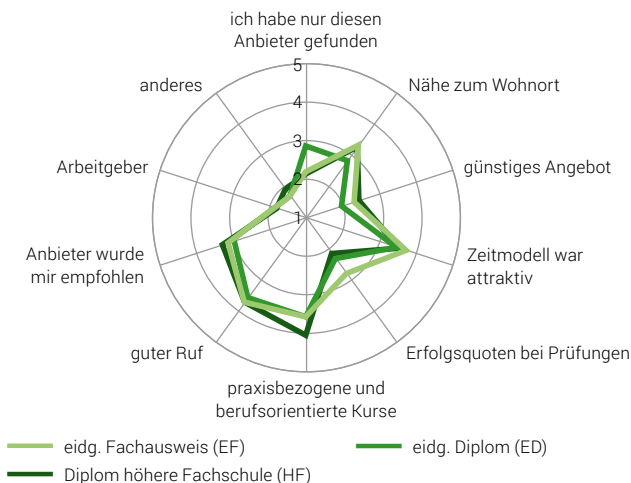 ich habe nur diesen
Anbieter gefunden
5
anderes
Nähe zum Wohnort
4
3
Arbeitgeber
günstiges Angebot
2
1
Anbieter wurde
mir empfohlen
Zeitmodell war
attraktiv
guter Ruf
Erfolgsquoten bei Prüfungen
praxisbezogene und
berufsorientierte Kurse
eidg. Fachausweis (EF)
eidg. Diplom (ED)
Diplom höhere Fachschule (HF)